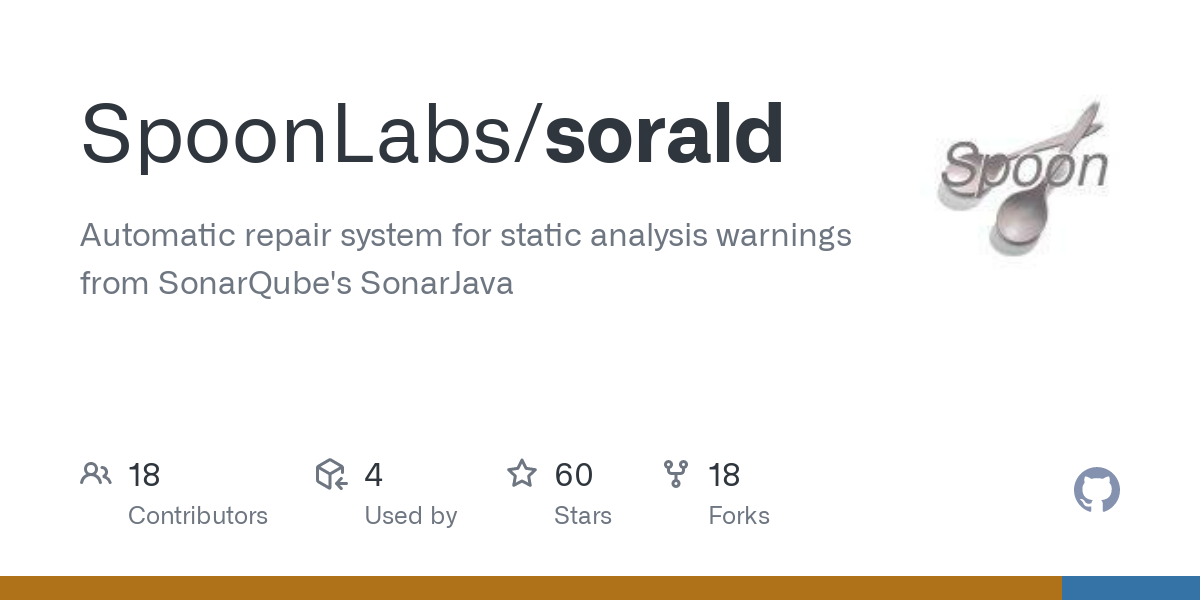 SpoonLabs/sorald
Spoon
Automatic repair system for static analysis warnings
from SonarQube's SonarJava
18 4 60 18
Contributors Used by Stars Forks